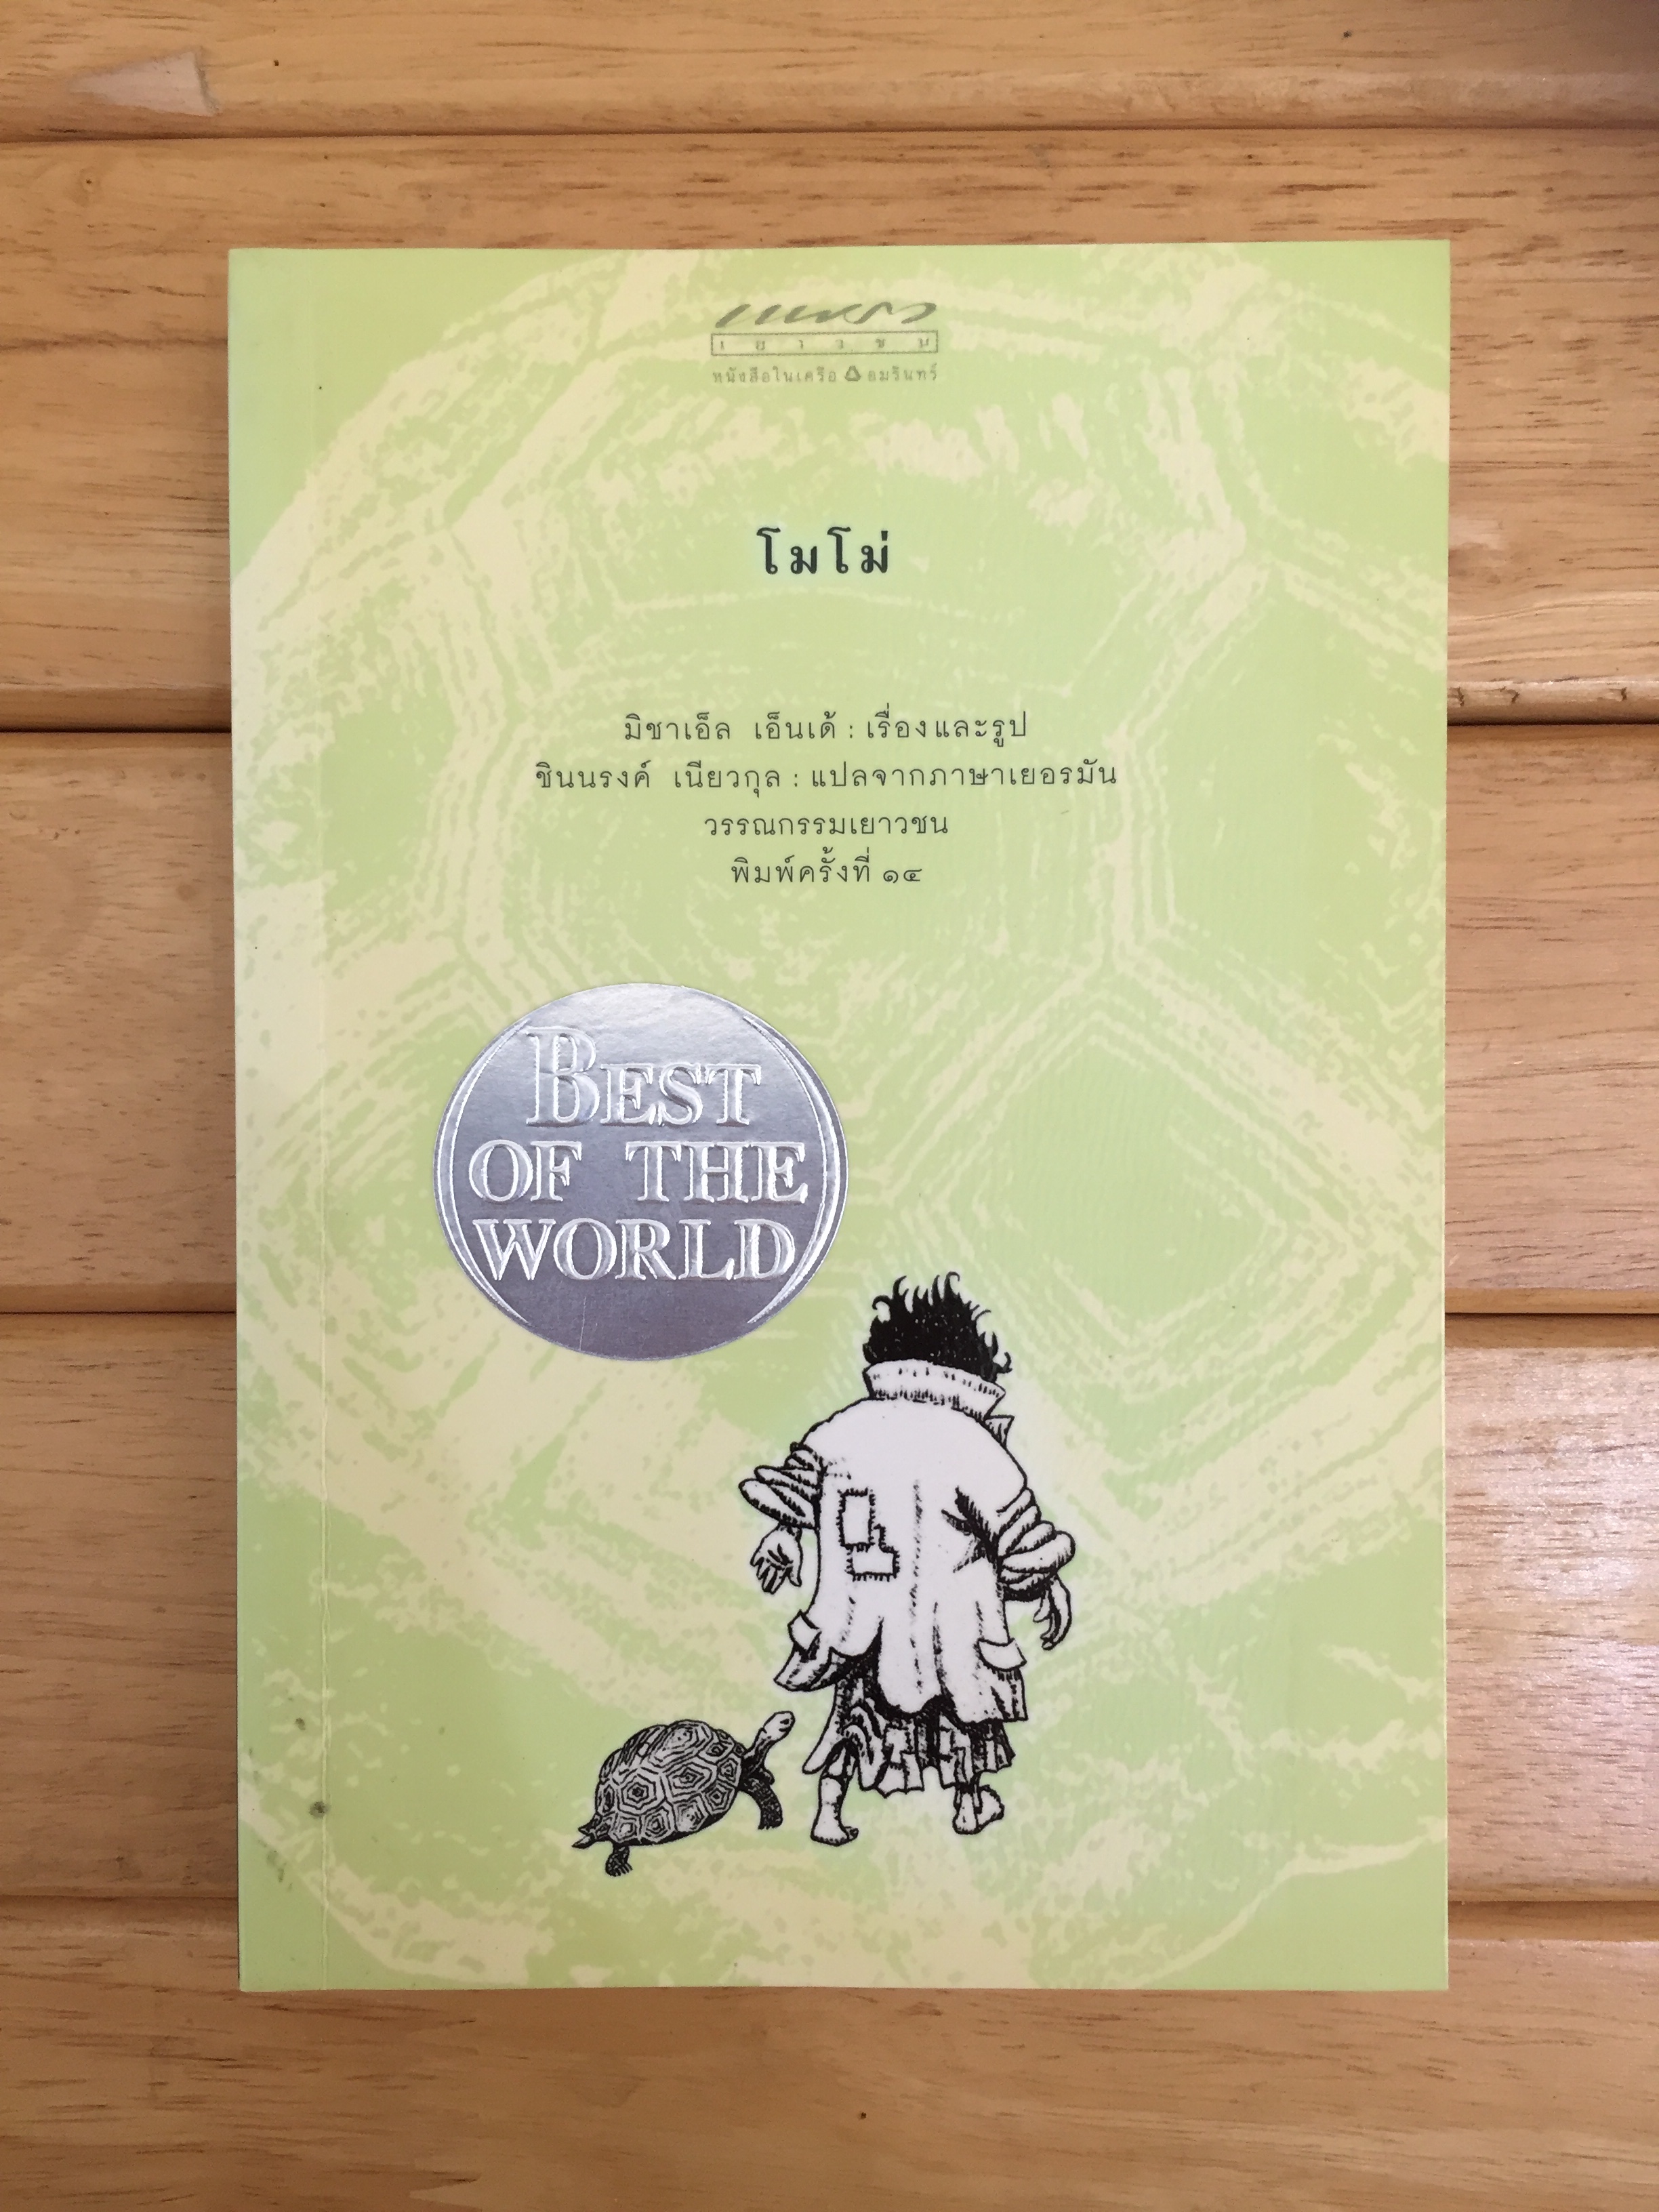 แพรว
เยาวชน
หนังสือในเครือ อมรินทร์
โมโม่
มิชาเอ็ล เอ็นเด้ : เรื่องและรูป
ชินนรงค์ เนียวกุล : แปลจากภาษาเยอรมัน
วรรณกรรมเยาวชน
พิมพ์ครั้งที่ ๑๔
BEST
OF THE
WORLD